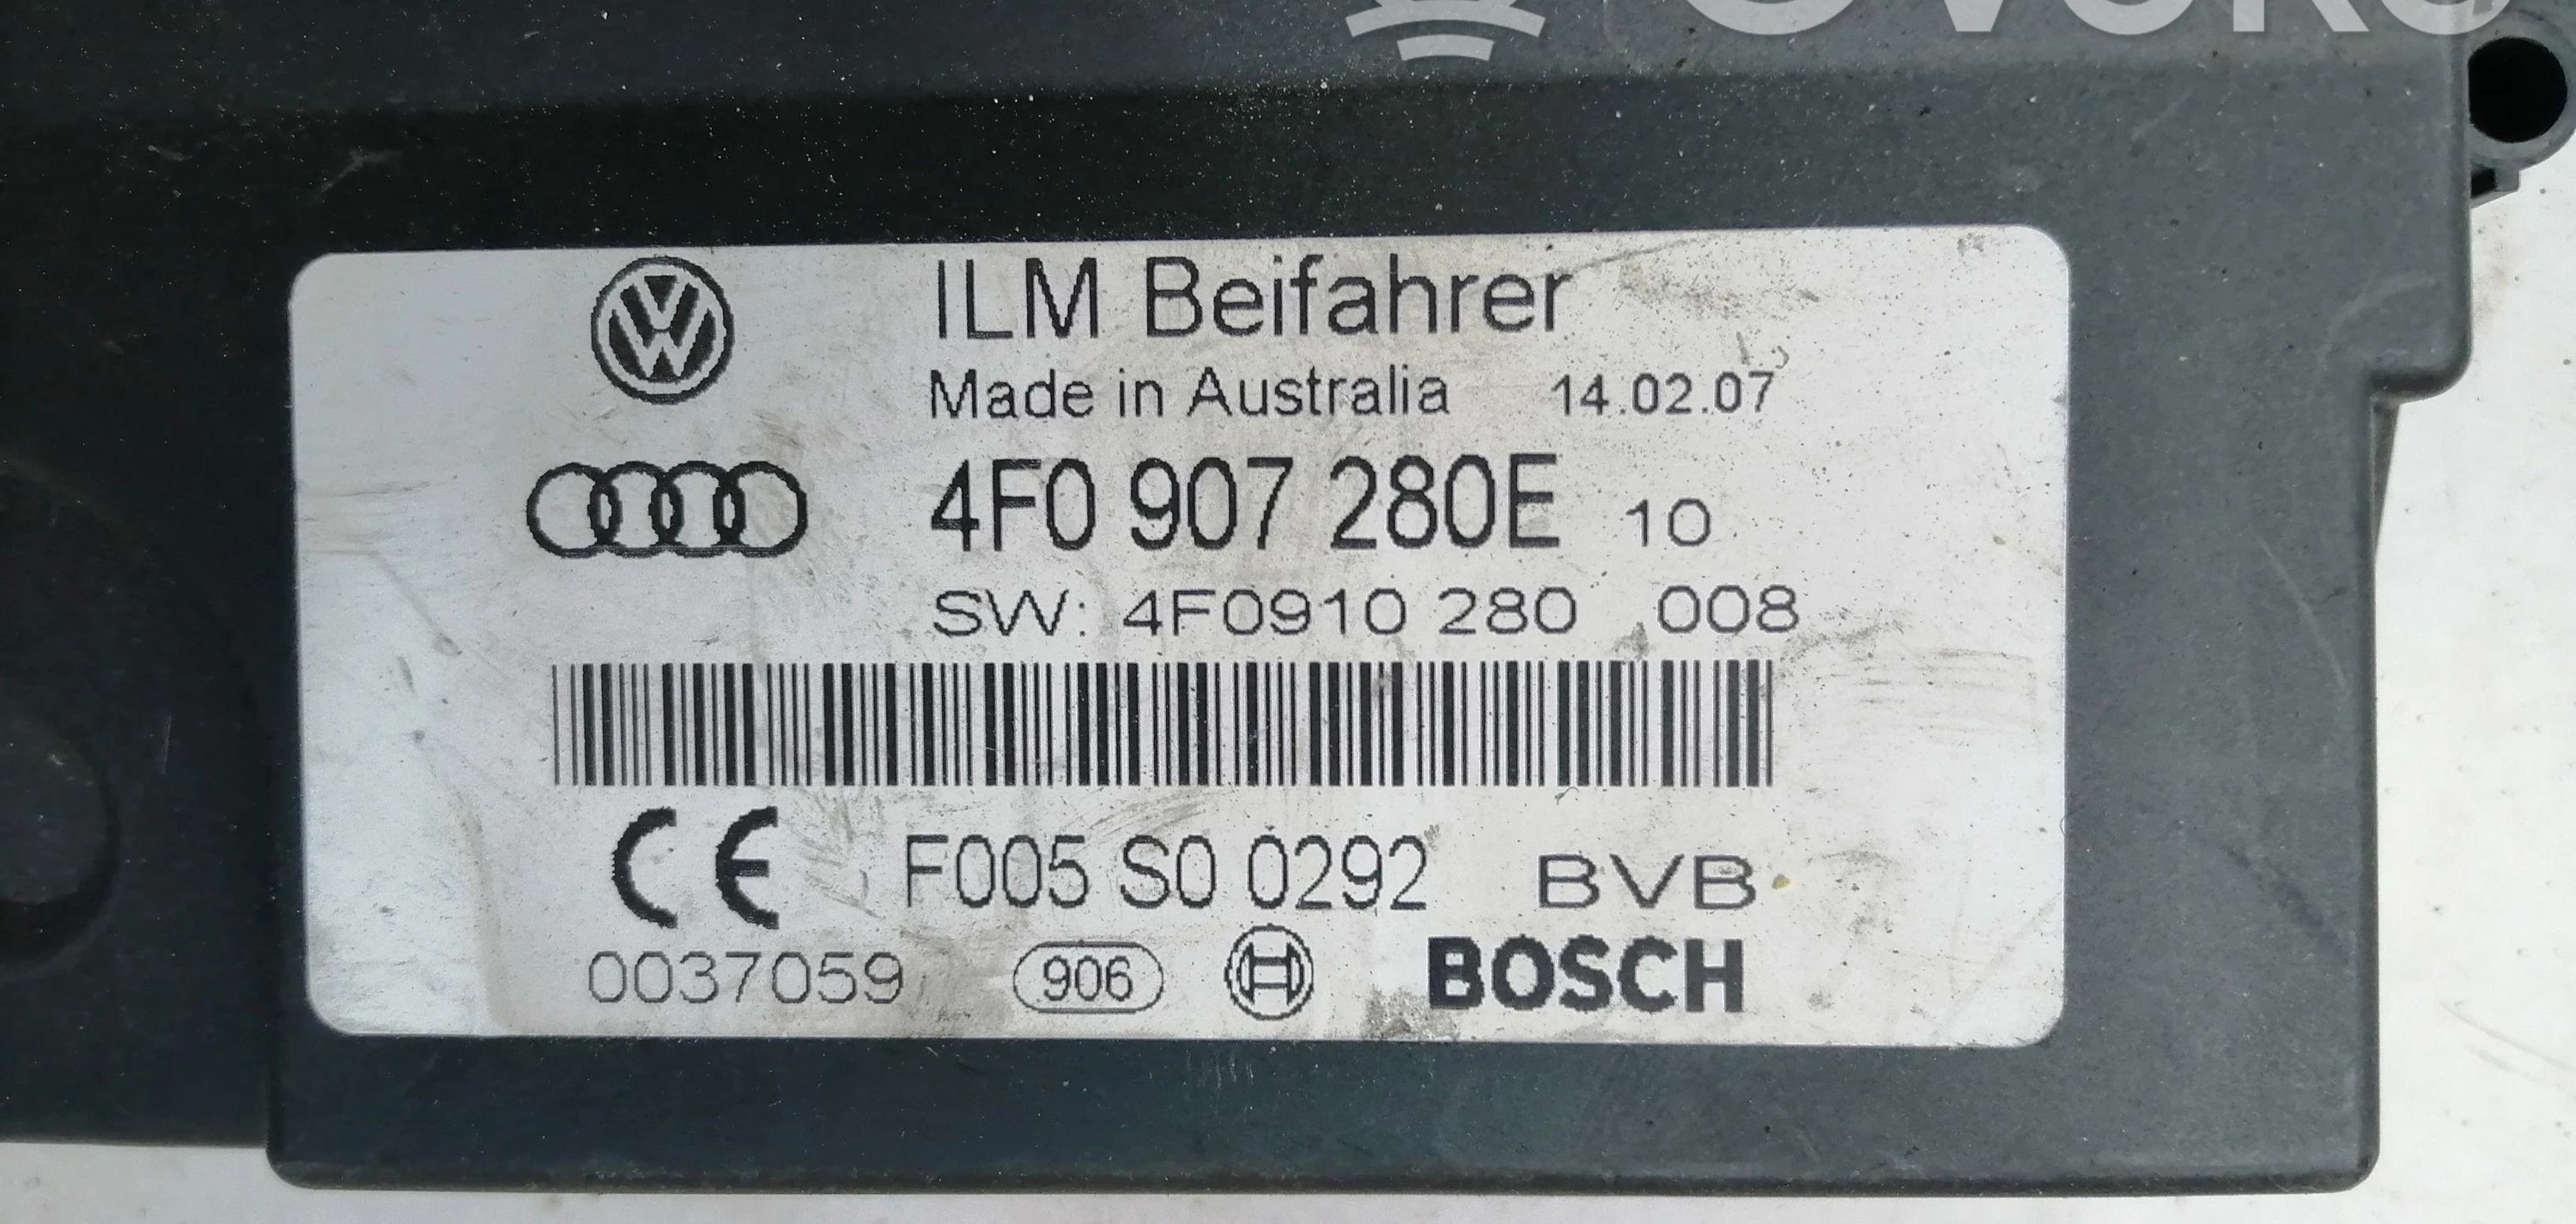 ILM Beifahrer
Made in Australia 14.02.07
4F0 907 280E 10
SW: 4F0910 280 008
CE F005 S0 0292 BVB
0037059 906 BOSCH